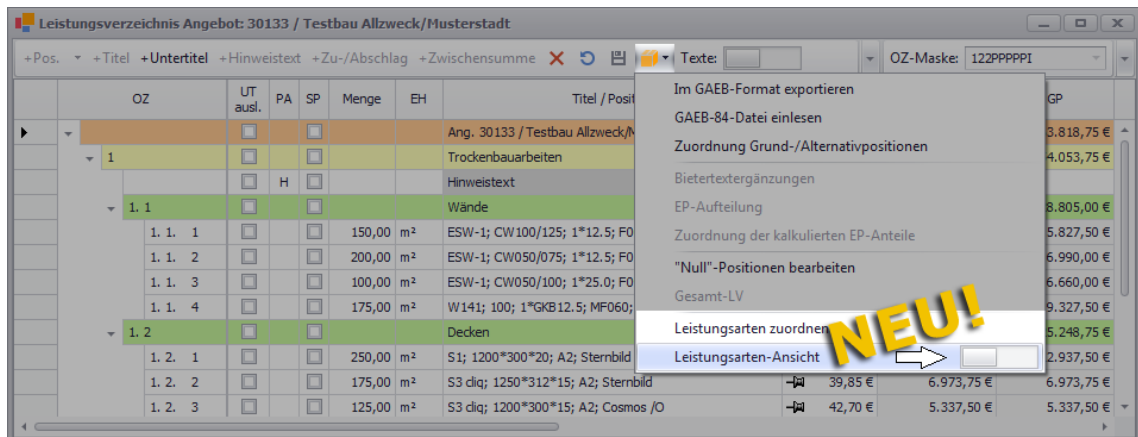 Leistungsverzeichnis Angebot: 30133 / Testbau Allzweck/Musterstadt
+Pos. +Titel +Untertitel +Hinweistext +Zu-/Abschlag +Zwischensumme Texte: OZ-Maske: 122PPPPPI
OZ UT ausl. PA SP Menge EH Titel / Posit GP
Ang. 30133 / Testbau Allzweck/M 3.818,75 €
1 Trockenbauarbeiten 4.053,75 €
H Hinweistext
1. 1 Wände 8.805,00 €
1. 1. 1 150,00 m² ESW-1; CW100/125; 1*12.5; F0 5.827,50 €
1. 1. 2 200,00 m² ESW-1; CW050/075; 1*12.5; F0 6.990,00 €
1. 1. 3 100,00 m² ESW-1; CW050/100; 1*25.0; F0 6.660,00 €
1. 1. 4 175,00 m² W141; 100; 1*GKB12.5; MF060; 9.327,50 €
1. 2 Decken 5.248,75 €
1. 2. 1 250,00 m² S1; 1200*300*20; A2; Sternbild 2.937,50 €
1. 2. 2 175,00 m² S3 cliq; 1250*312*15; A2; Sternbild 39,85 € 6.973,75 € 6.973,75 €
1. 2. 3 125,00 m² S3 cliq; 1200*300*15; A2; Cosmos /O 42,70 € 5.337,50 € 5.337,50 €
Im GAEB-Format exportieren
GAEB-84-Datei einlesen
Zuordnung Grund-/Alternativpositionen
Bietertextergänzungen
EP-Aufteilung
Zuordnung der kalkulierten EP-Anteile
"Null"-Positionen bearbeiten
Gesamt-LV
Leistungsarten zuordnen
Leistungsarten-Ansicht
NEU!